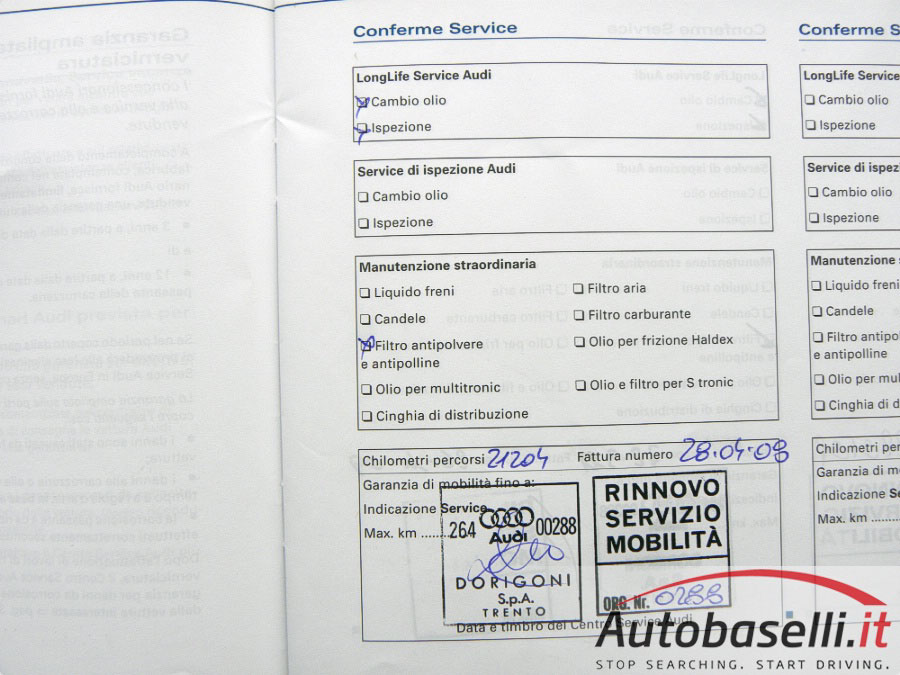 Conferme Service
LongLife Service Audi
Cambio olio
Ispezione
Service di ispezione Audi
Cambio olio
Ispezione
Manutenzione straordinaria
Liquido freni
Filtro aria
Candele
Filtro carburante
Filtro antipolvere
e antipolline
Olio per frizione Haldex
Olio per multitronic
Olio e filtro per S tronic
Cinghia di distribuzione
Chilometri percorsi 21204 Fattura numero 28.04.09
Garanzia di mobilità fino a:
Indicazione Service
Max. km ..........
264 Audi 00288
DORIGONI
S.p.A.
TRENTO
RINNOVO
SERVIZIO
MOBILITÀ
ORG. Nr. 0288
Data e timbro del Centro Service Audi
Conferme S
LongLife Service
Cambio olio
Ispezione
Service di ispezi
Cambio olio
Ispezione
Manutenzione s
Liquido freni
Candele
Filtro antipol
e antipolline
Olio per mul
Cinghia di d
Chilometri per
Garanzia di mo
Indicazione Serv
Max. km ..........
Autobaselli.it
STOP SEARCHING. START DRIVING.